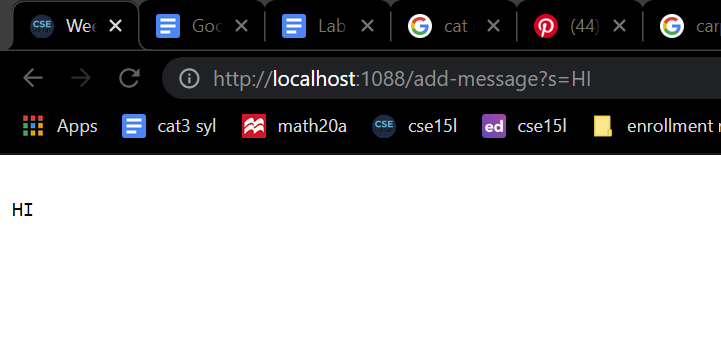 CSE Wee Goo Lab cat (44) car
http://localhost:1088/add-message?s=HI
Apps cat3 syl math20a CSE cse15l ed cse15l enrollment
HI